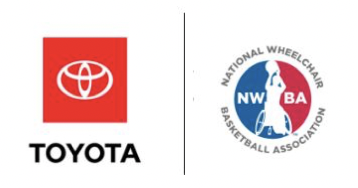 TOYOTA
NATIONAL WHEELCHAIR
NW BA
BASKETBALL ASSOCIATION